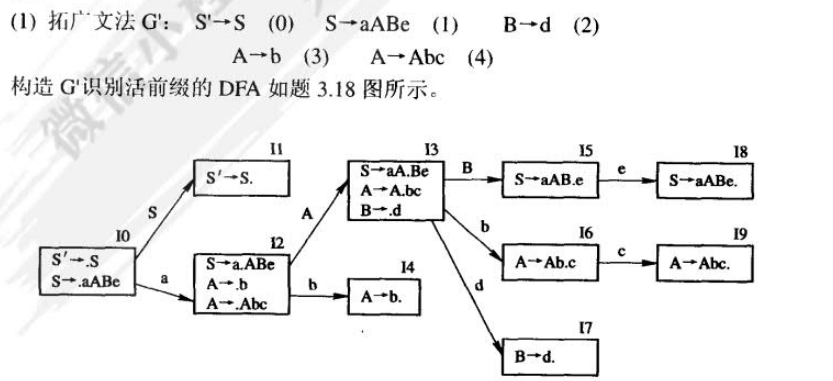 (1) 拓广文法 G'： S'→S (0) S→aABe (1) B→d (2)
A→b (3) A→Abc (4)
构造 G'识别活前缀的 DFA 如题 3.18 图所示。
I0
S'→.S
S→.aABe
S
a
I1
S'→S.
I2
S→a.ABe
A→.b
A→.Abc
A
b
I3
S→aA.Be
A→A.bc
B→.d
I4
A→b.
B
b
d
I5
S→aAB.e
e
I8
S→aABe.
I6
A→Ab.c
c
I9
A→Abc.
I7
B→d.